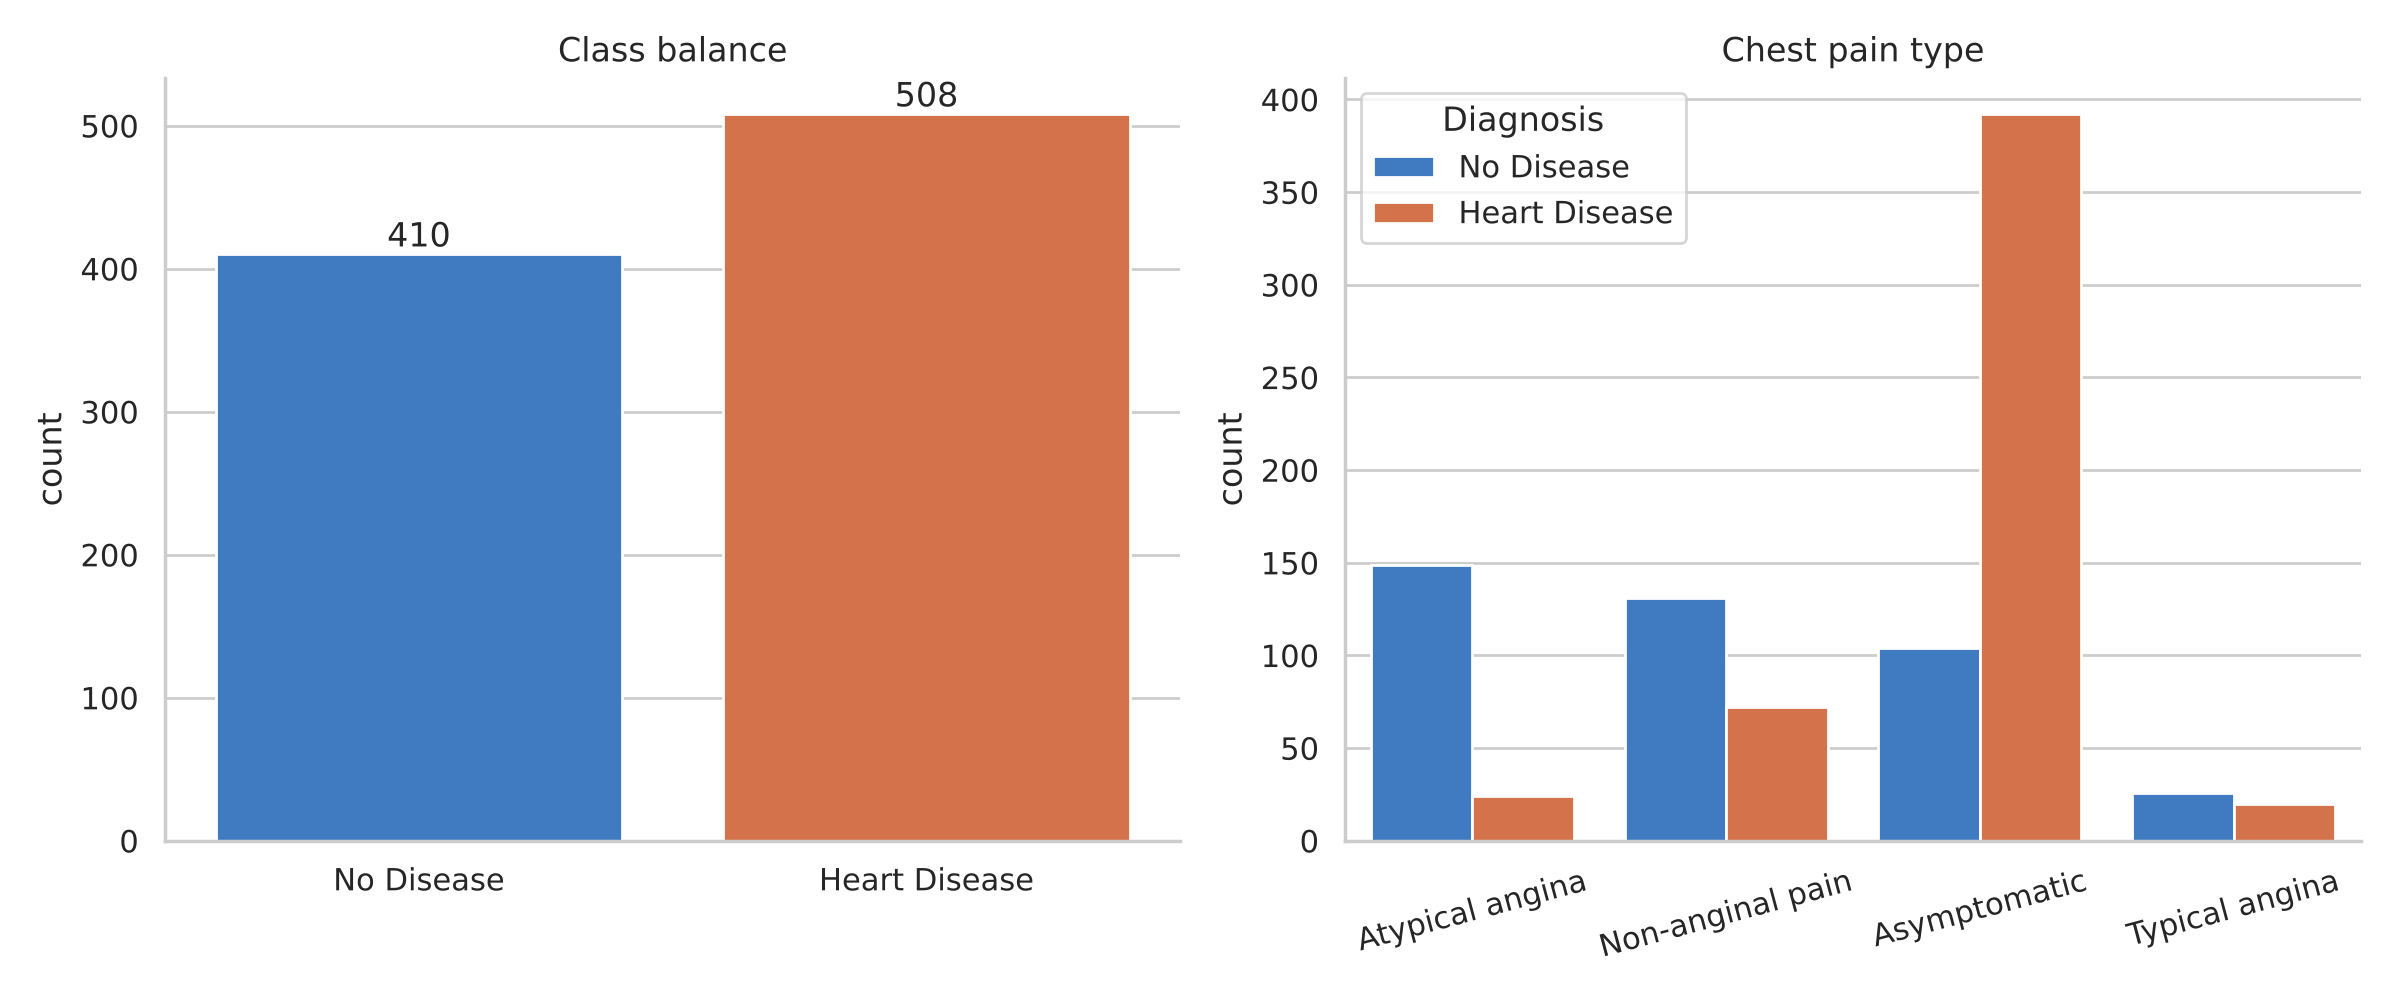 Class balance
count
500
400
300
200
100
0
410
508
No Disease
Heart Disease
Chest pain type
count
400
350
300
250
200
150
100
50
0
Diagnosis
No Disease
Heart Disease
Atypical angina
Non-anginal pain
Asymptomatic
Typical angina